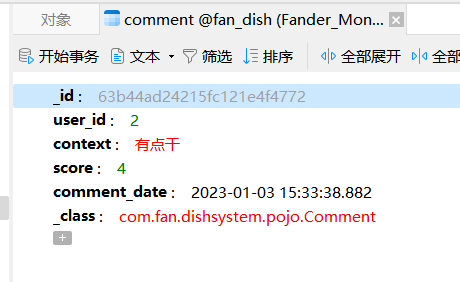 对象 comment @fan_dish (Fander_Mon...
开始事务 文本 筛选 排序 全部展开 全部
_id : 63b44ad24215fc121e4f4772
user_id : 2
context : 有点干
score : 4
comment_date : 2023-01-03 15:33:38.882
_class : com.fan.dishsystem.pojo.Comment